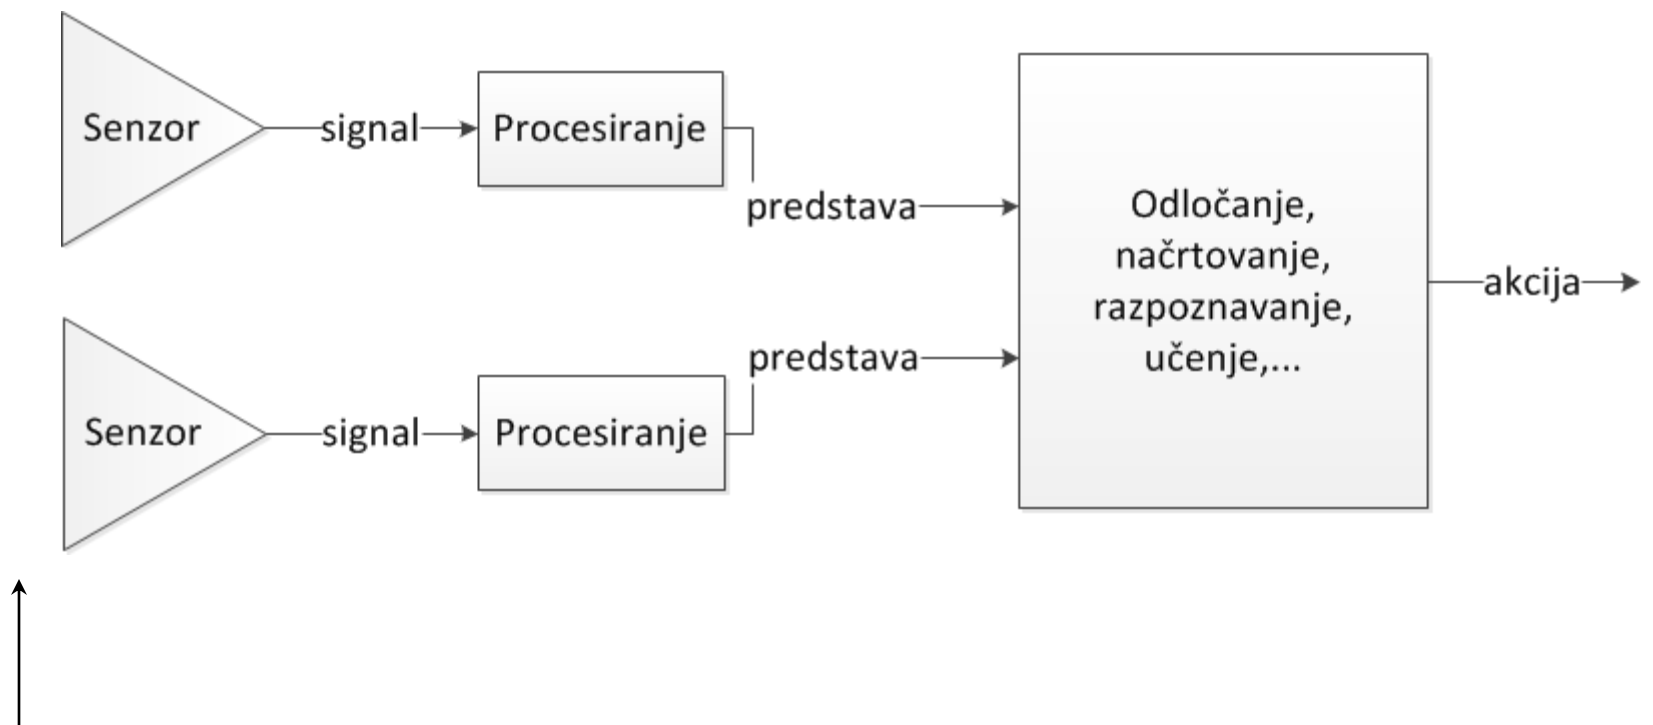 Senzor
signal
Procesiranje
predstava
Senzor
signal
Procesiranje
predstava
Odločanje,
načrtovanje,
razpoznavanje,
učenje,...
akcija